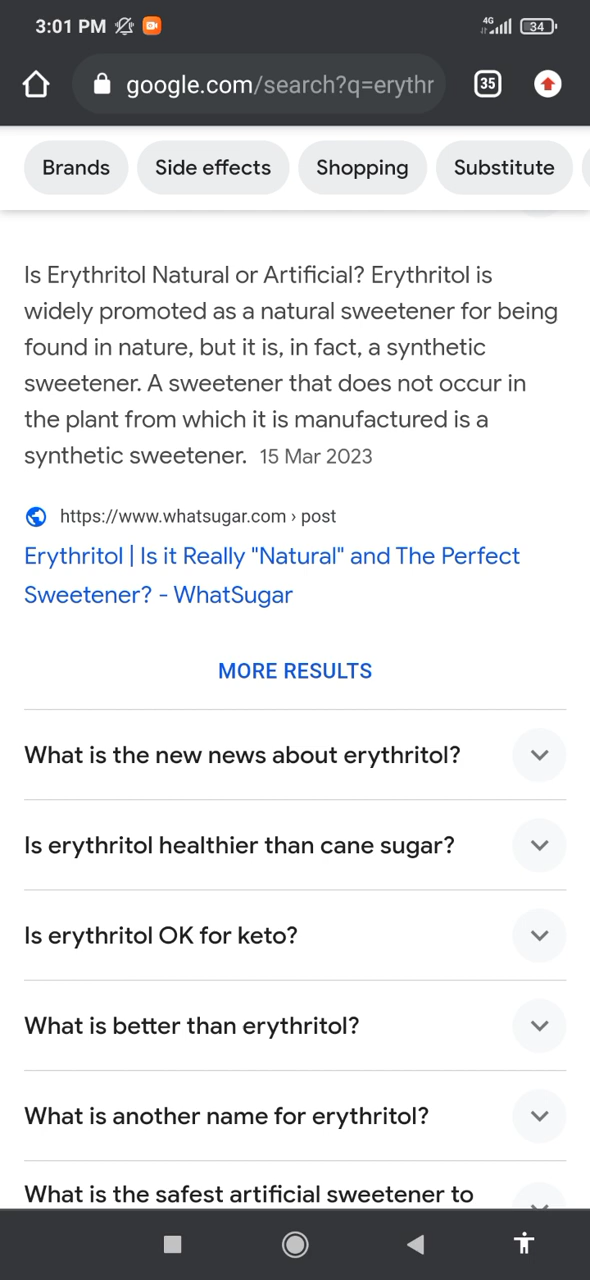 3:01 PM
4G
34
google.com/search?q=erythr
35
Brands
Side effects
Shopping
Substitute
Is Erythritol Natural or Artificial? Erythritol is
widely promoted as a natural sweetener for being
found in nature, but it is, in fact, a synthetic
sweetener. A sweetener that does not occur in
the plant from which it is manufactured is a
synthetic sweetener. 15 Mar 2023
https://www.whatsugar.com › post
Erythritol | Is it Really "Natural" and The Perfect
Sweetener? - WhatSugar
MORE RESULTS
What is the new news about erythritol?
Is erythritol healthier than cane sugar?
Is erythritol OK for keto?
What is better than erythritol?
What is another name for erythritol?
What is the safest artificial sweetener to